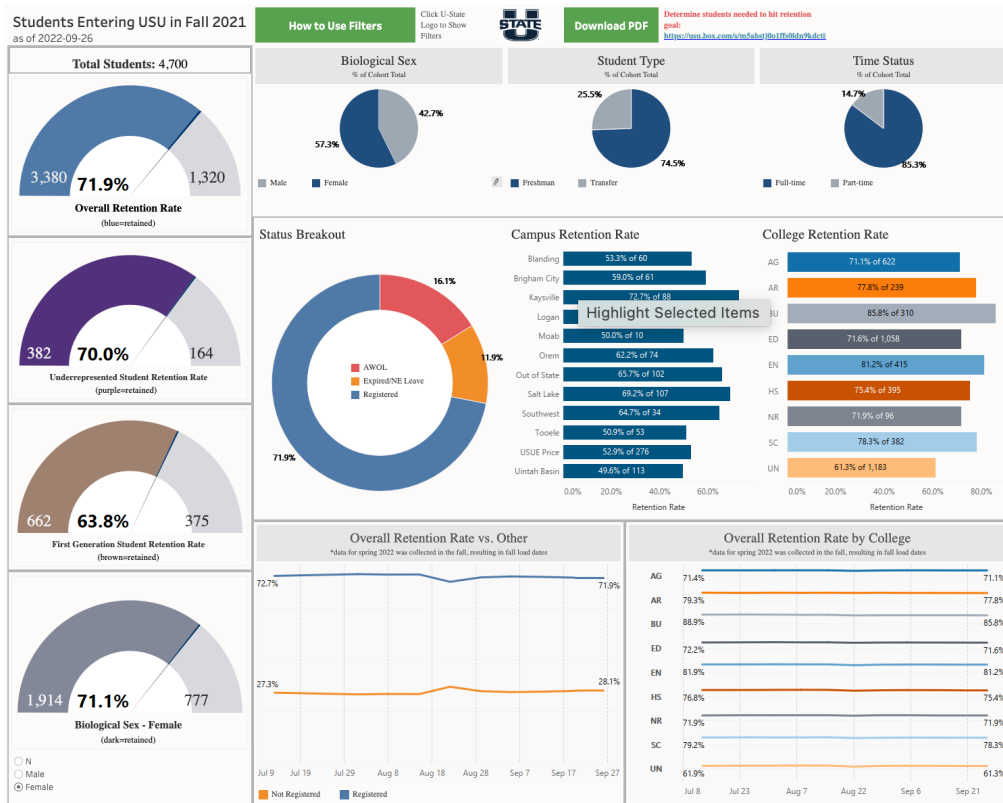 Students Entering USU in Fall 2021
as of 2022-09-26
How to Use Filters
Click U-State
Logo to Show
Filters
STATE
Download PDF
Determine students needed to hit retention
goal:
Total Students: 4,700
3,380 71.9% 1,320
Overall Retention Rate
(blue=retained)
382 70.0% 164
Underrepresented Student Retention Rate
(purple=retained)
662 63.8% 375
First Generation Student Retention Rate
(brown=retained)
1,914 71.1% 777
Biological Sex - Female
(dark=retained)
N
Male
Female
Biological Sex
% of Cohort Total
42.7%
57.3%
Male Female
Student Type
% of Cohort Total
25.5%
74.5%
Freshman Transfer
Time Status
% of Cohort Total
14.7%
85.3%
Full-time Part-time
Status Breakout
16.1%
11.9%
71.9%
AWOL
Expired/NE Leave
Registered
Campus Retention Rate
Blanding 53.3% of 60
Brigham City 59.0% of 61
Kaysville 72.7% of 88
Logan
Highlight Selected Items
Moab 50.0% of 10
Orem 62.2% of 74
Out of State 65.7% of 102
Salt Lake 69.2% of 107
Southwest 64.7% of 34
Tooele 50.9% of 53
USUE Price 52.9% of 276
Uintah Basin 49.6% of 113
0.0% 20.0% 40.0% 60.0%
Retention Rate
College Retention Rate
AG 71.1% of 622
AR 77.8% of 239
BU 85.8% of 310
ED 71.6% of 1,058
EN 81.2% of 415
HS 75.4% of 395
NR 71.9% of 96
SC 78.3% of 382
UN 61.3% of 1,183
0.0% 20.0% 40.0% 60.0% 80.0%
Retention Rate
Overall Retention Rate vs. Other
*data for spring 2022 was collected in the fall, resulting in fall load dates
72.7% 71.9%
27.3% 28.1%
Jul 9 Jul 19 Jul 29 Aug 8 Aug 18 Aug 28 Sep 7 Sep 17 Sep 27
Not Registered Registered
Overall Retention Rate by College
*data for spring 2022 was collected in the fall, resulting in fall load dates
AG 71.4% 71.1%
AR 79.3% 77.8%
BU 88.9% 85.8%
ED 72.2% 71.6%
EN 81.9% 81.2%
HS 76.8% 75.4%
NR 71.9% 71.9%
SC 79.2% 78.3%
UN 61.9% 61.3%
Jul 8 Jul 23 Aug 7 Aug 22 Sep 6 Sep 21